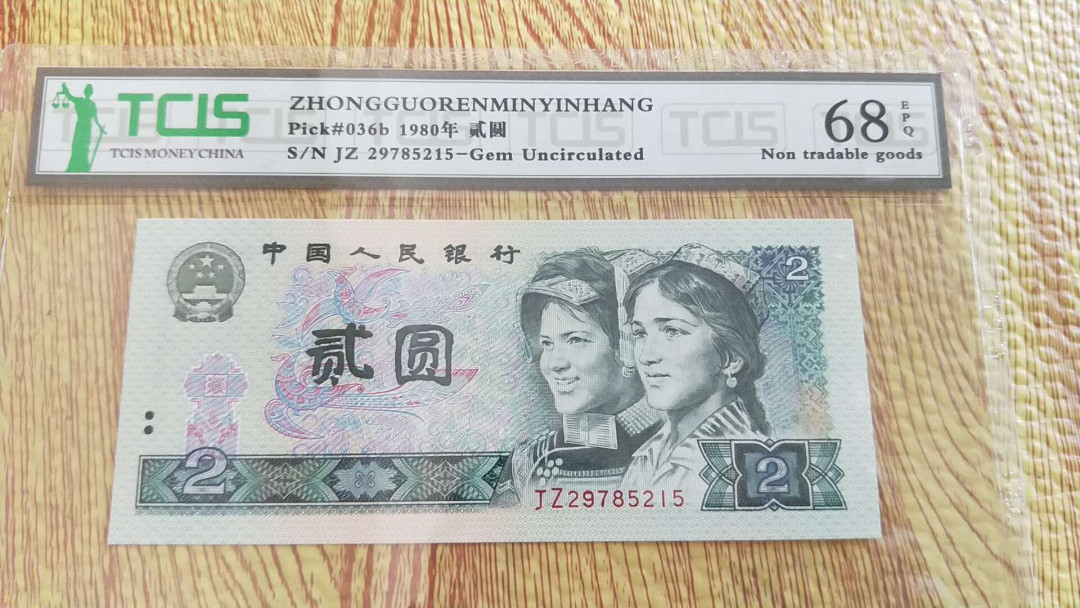 TCIS
TCIS MONEY CHINA
ZHONGGUORENMINYINHANG
Pick#036b 1980年 贰圆
S/N JZ 29785215-Gem Uncirculated
68
EPQ
Non tradable goods
中国人民银行
2
贰圆
2
2
JZ29785215